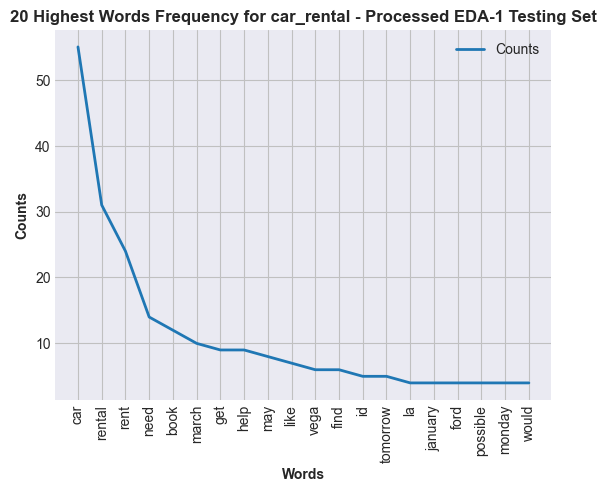 20 Highest Words Frequency for car_rental - Processed EDA-1 Testing Set
Counts
50
40
30
20
10
Counts
car
rental
rent
need
book
march
get
help
may
like
vega
find
id
tomorrow
la
january
ford
possible
monday
would
Words